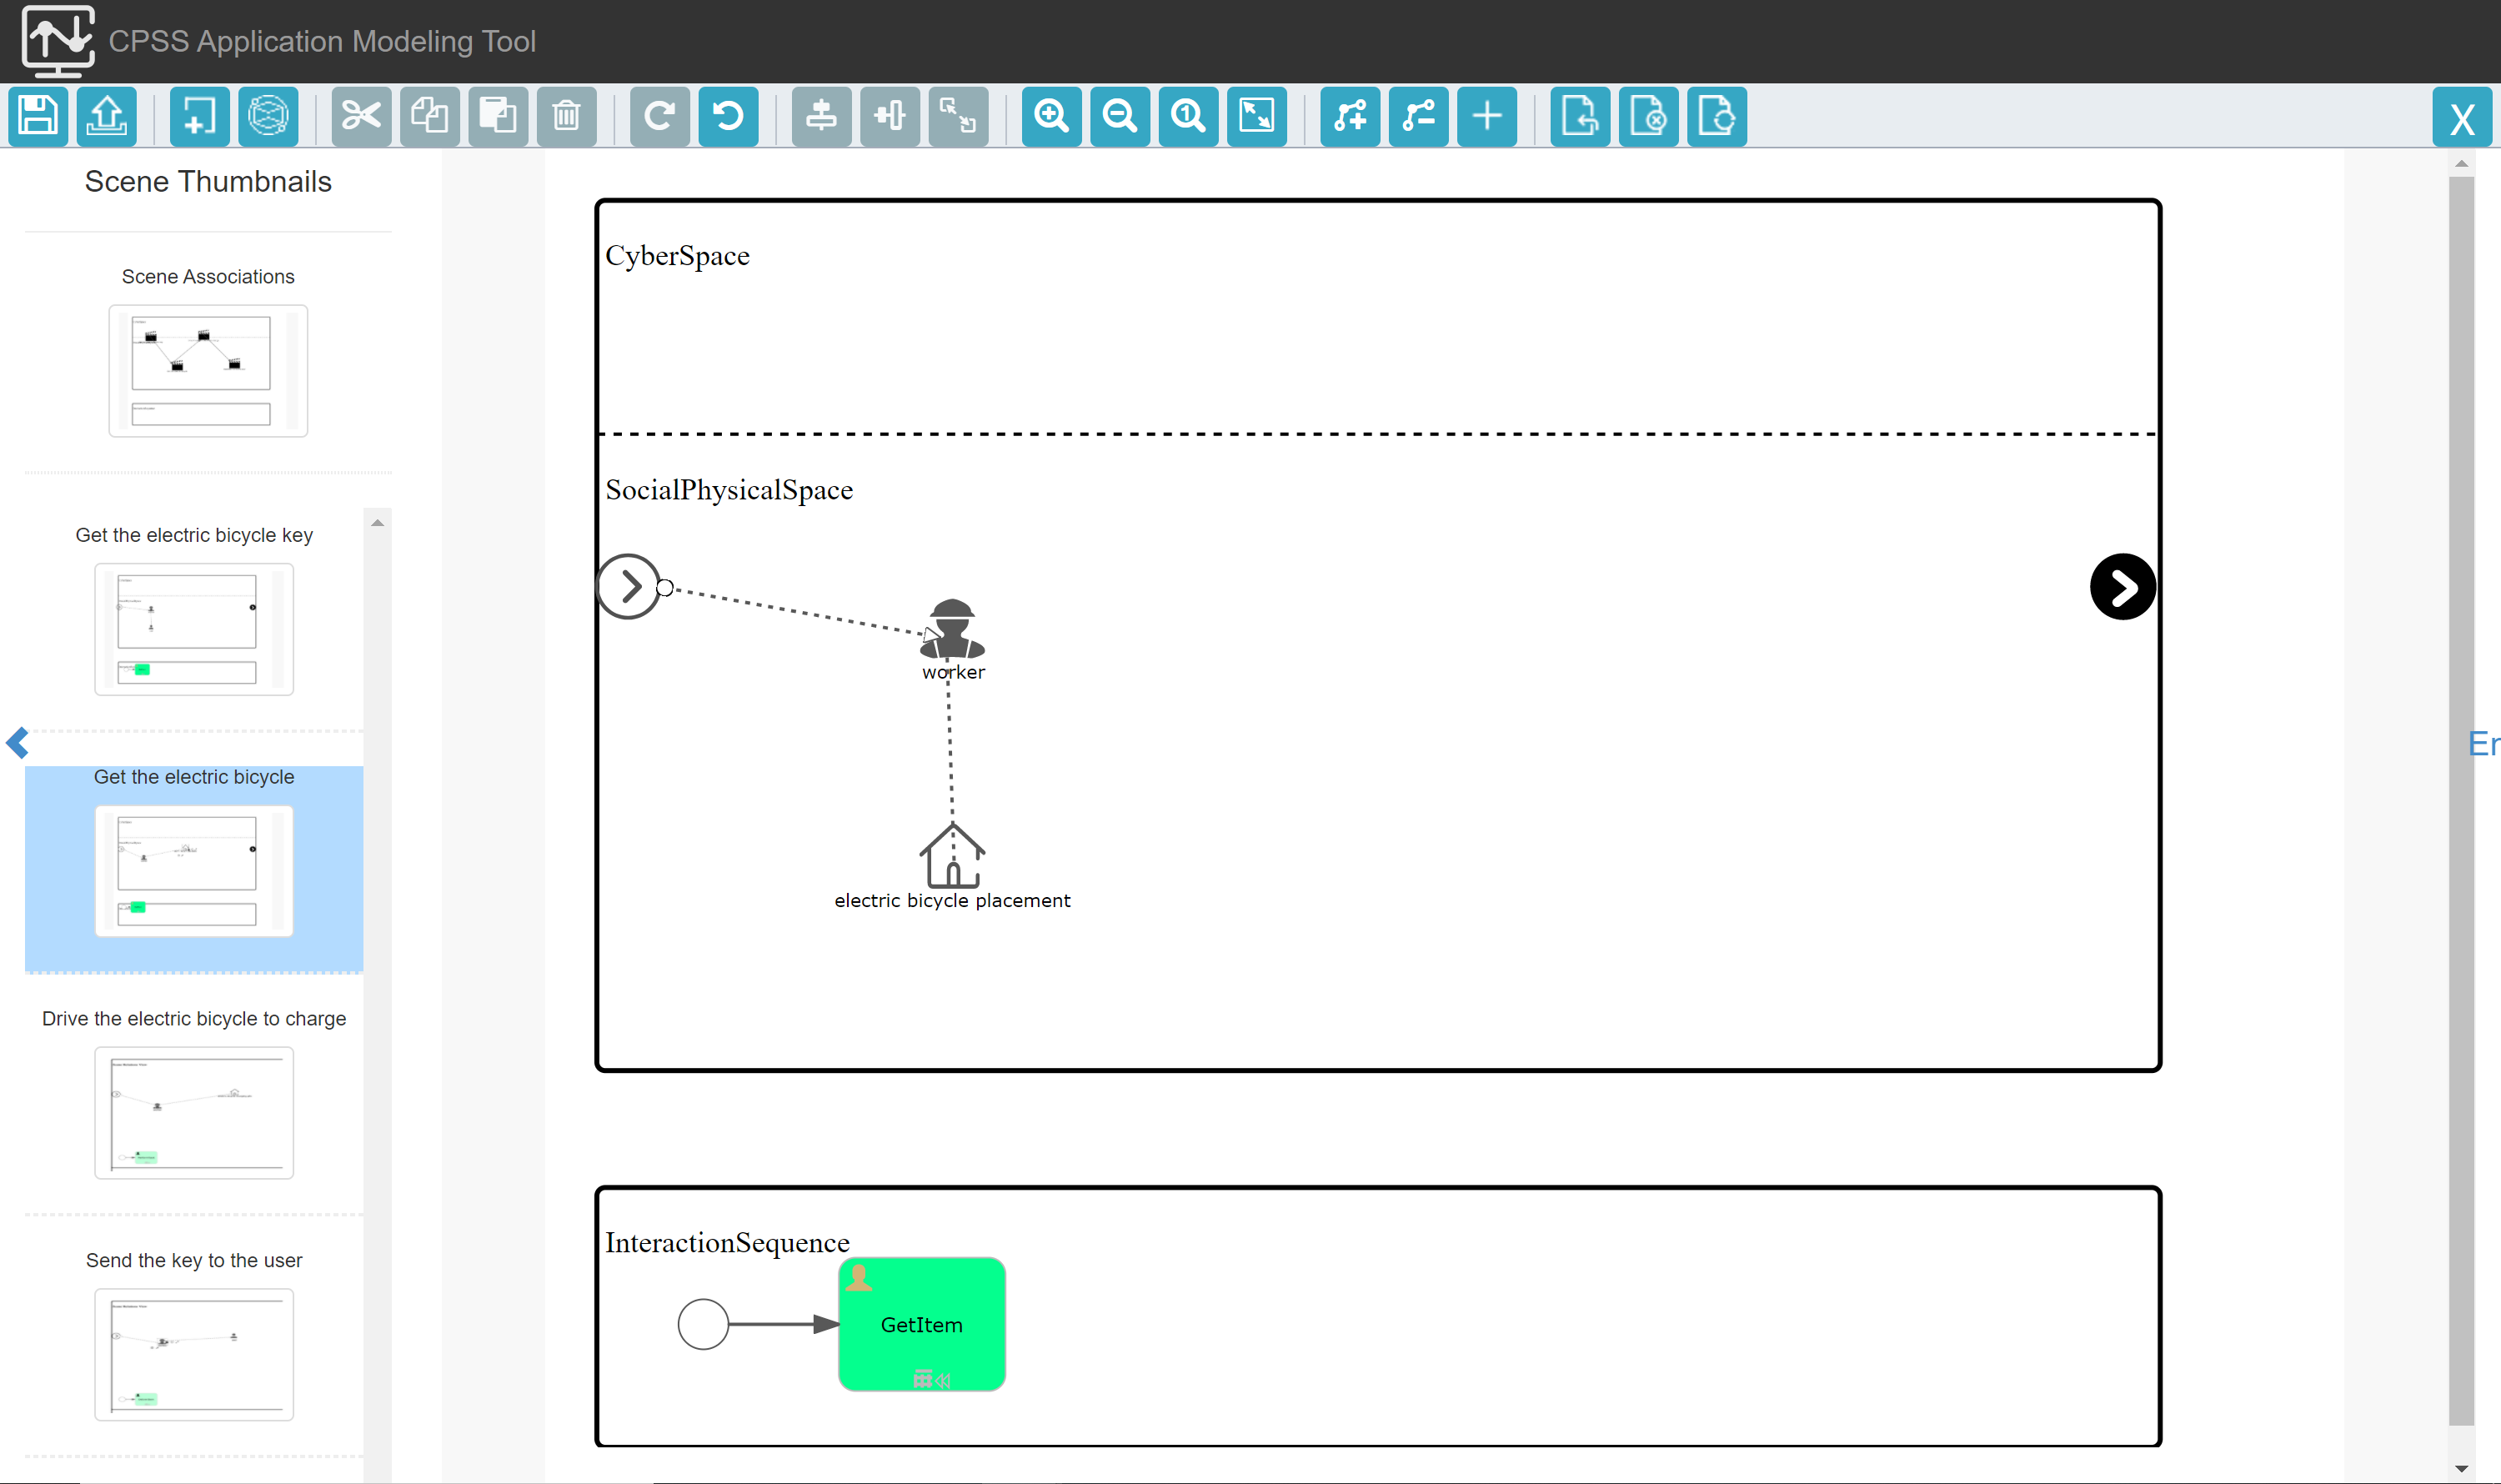 CPSS Application Modeling Tool
X
Scene Thumbnails
Scene Associations
Get the electric bicycle key
Get the electric bicycle
Drive the electric bicycle to charge
Send the key to the user
CyberSpace
SocialPhysicalSpace
worker
electric bicycle placement
InteractionSequence
GetItem